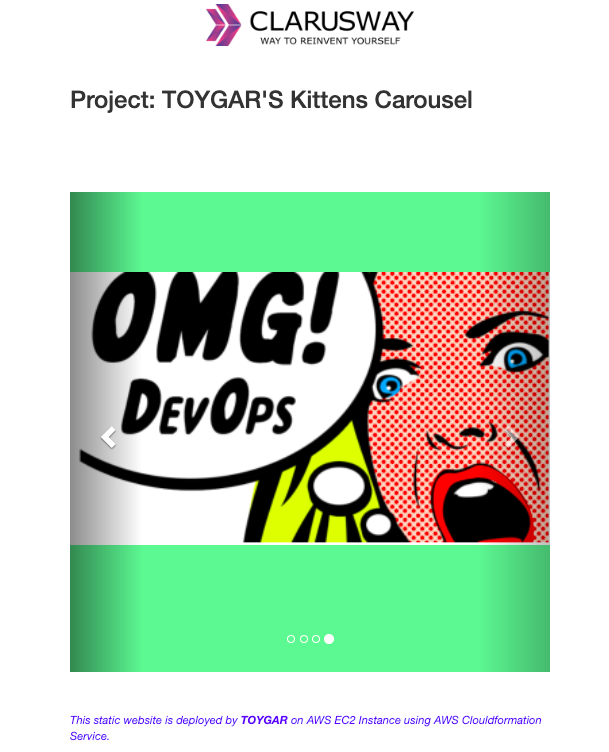 CLARUSWAY
WAY TO REINVENT YOURSELF
Project: TOYGAR'S Kittens Carousel
OMG!
DEVOPS
This static website is deployed by TOYGAR on AWS EC2 Instance using AWS Clouldformation
Service.